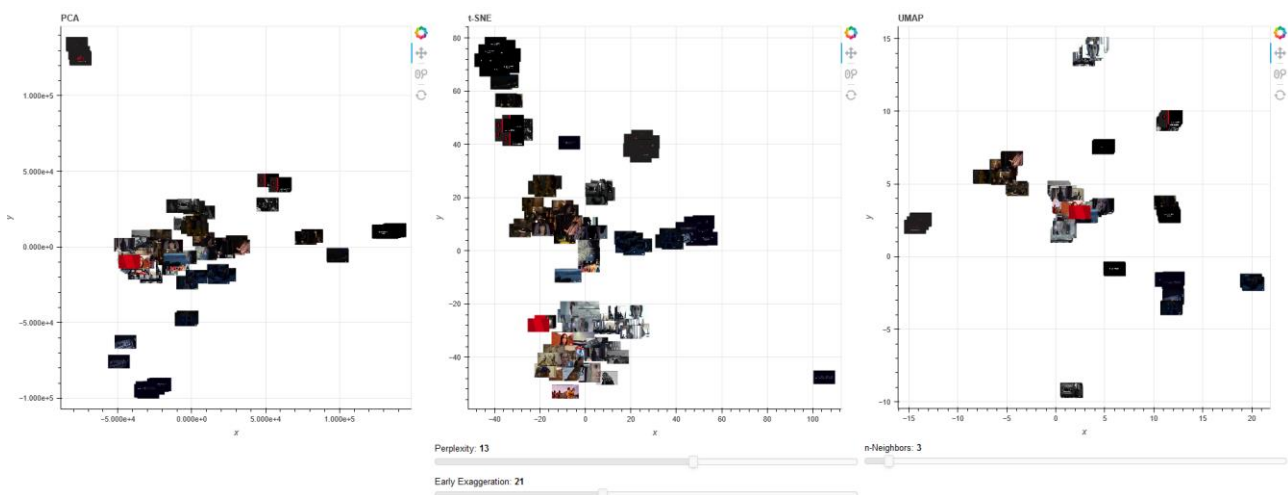 PCA
1.000e+5
5.000e+4
0.000e+0
−5.000e+4
−1.000e+5
y
−5.000e+4
0.000e+0
5.000e+4
1.000e+5
x
t-SNE
80
60
40
20
0
−20
−40
y
−40
−20
0
20
40
60
80
100
x
Perplexity: 13
Early Exaggeration: 21
UMAP
15
10
5
0
−5
−10
y
−15
−10
−5
0
5
10
15
20
x
n-Neighbors: 3